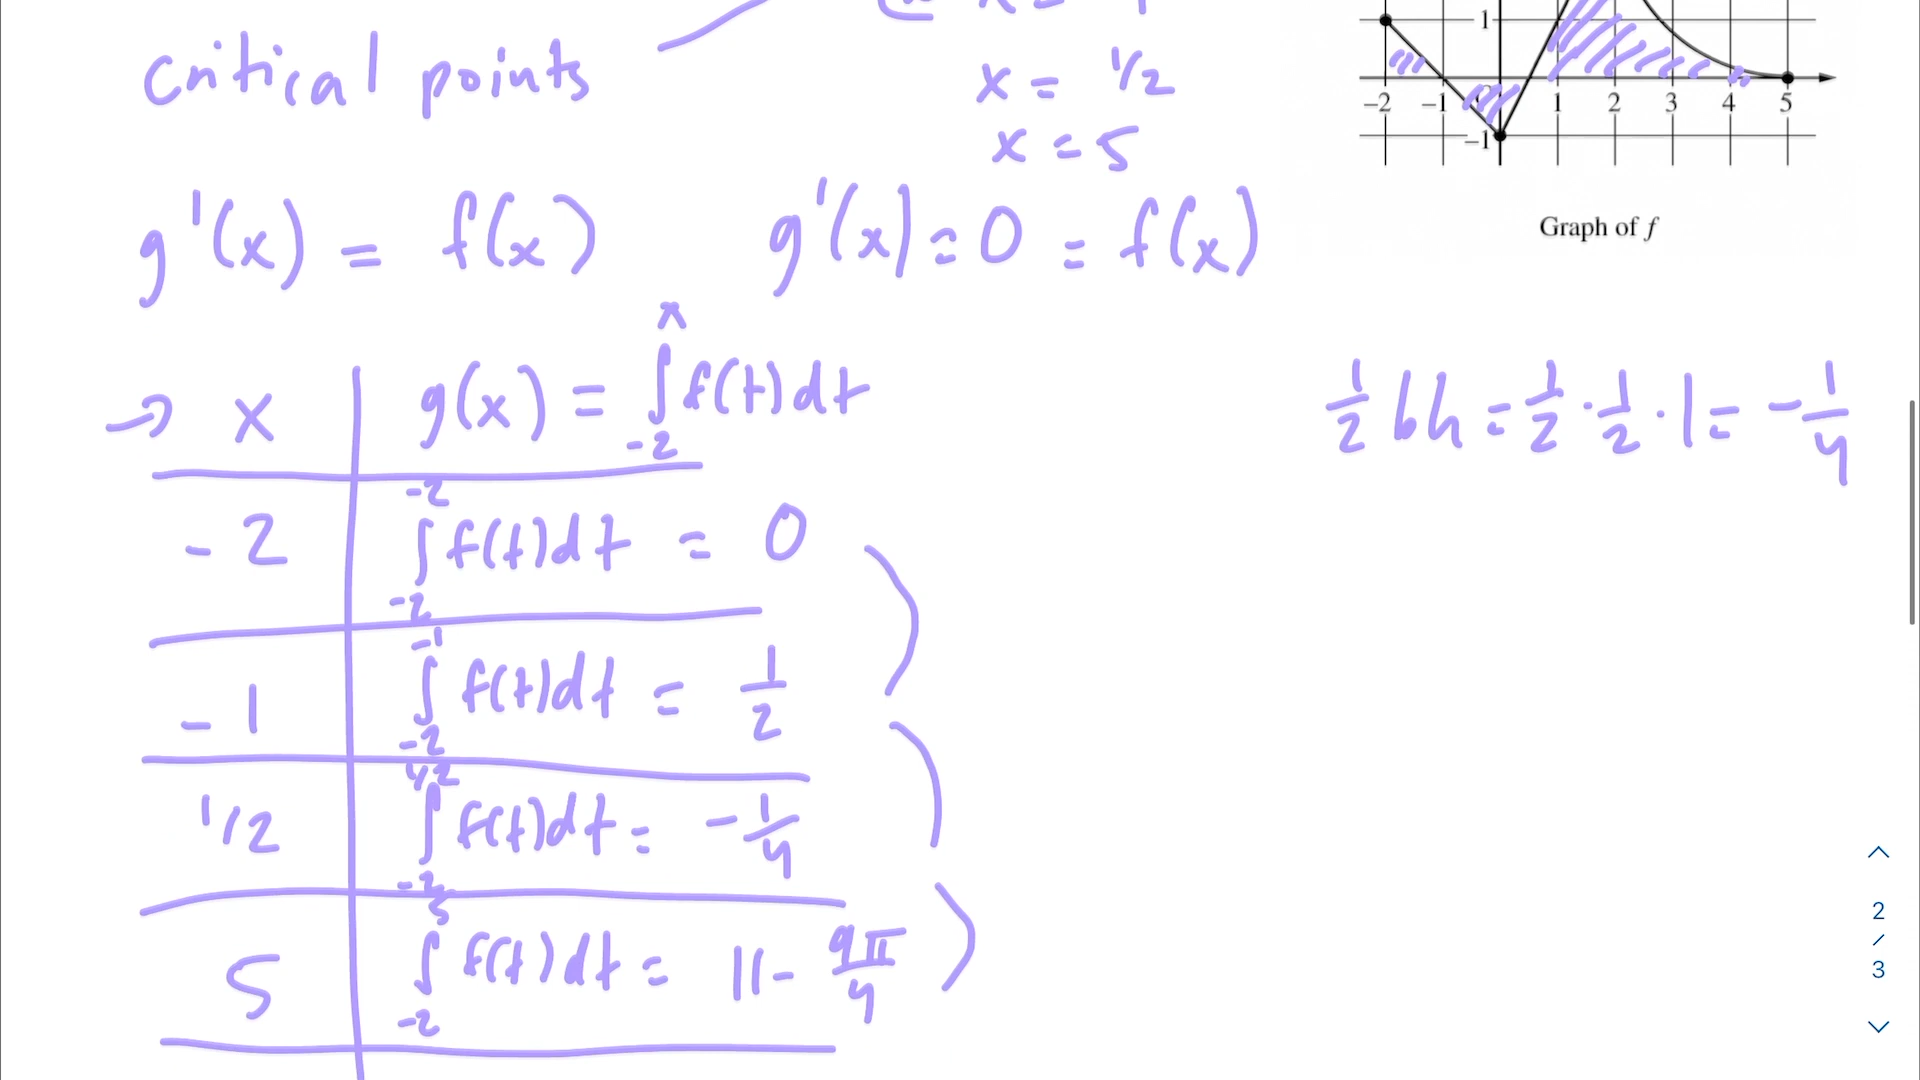 x = 1/2
critical points
x = 5
1
-2 -1 1 2 3 4 5
-1
Graph of f
g'(x) = f(x) g'(x) = 0 = f(x)
→ x g(x) = ∫_{-2}^{x} f(t)dt
1/2 bh = 1/2 · 1/2 · 1 = -1/4
-2 ∫_{-2}^{-2} f(t)dt = 0
-1 ∫_{-2}^{-1} f(t)dt = 1/2
1/2 ∫_{-2}^{1/2} f(t)dt = -1/4
5 ∫_{-2}^{5} f(t)dt = 11 - 9π/4
2
/
3